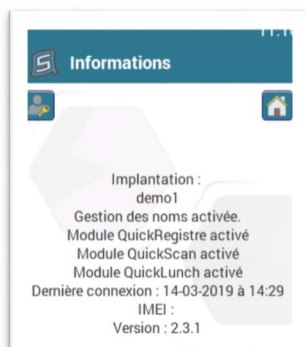 Informations
Implantation :
demo1
Gestion des noms activée.
Module QuickRegistre activé
Module QuickScan activé
Module QuickLunch activé
Dernière connexion : 14-03-2019 à 14:29
IMEI :
Version : 2.3.1